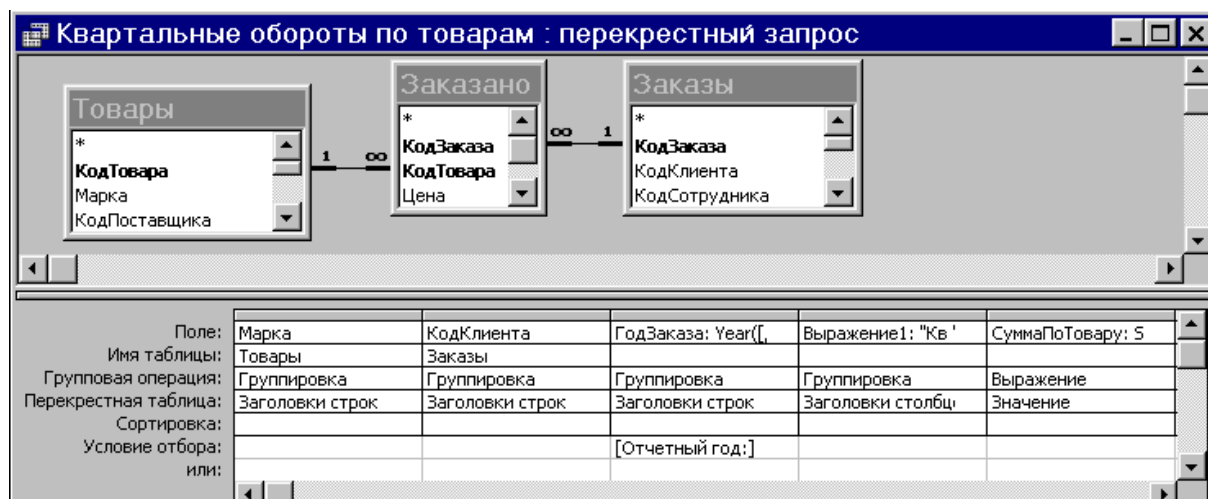 Квартальные обороты по товарам : перекрестный запрос
Товары
*
КодТовара
Марка
КодПоставщика
1 ∞
Заказано
*
КодЗаказа
КодТовара
Цена
∞ 1
Заказы
*
КодЗаказа
КодКлиента
КодСотрудника
Поле: Марка КодКлиента ГодЗаказа: Year([, Выражение1: "Кв ' СуммаПоТовару: S
Имя таблицы: Товары Заказы
Групповая операция: Группировка Группировка Группировка Группировка Выражение
Перекрестная таблица: Заголовки строк Заголовки строк Заголовки строк Заголовки столбц Значение
Сортировка:
Условие отбора: [Отчетный год:]
или: